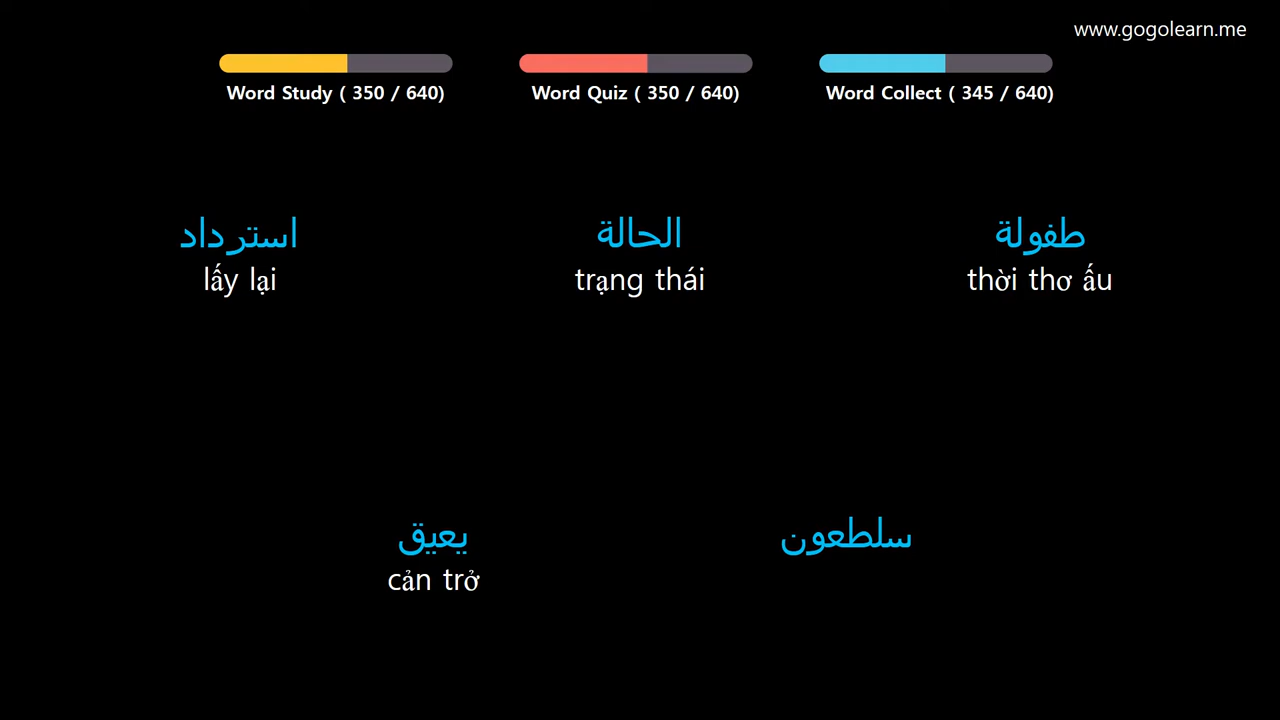 www.gogolearn.me
Word Study ( 350 / 640)
Word Quiz ( 350 / 640)
Word Collect ( 345 / 640)
استرداد
lấy lại
الحالة
trạng thái
طفولة
thời thơ ấu
يعيق
cản trở
سلطعون